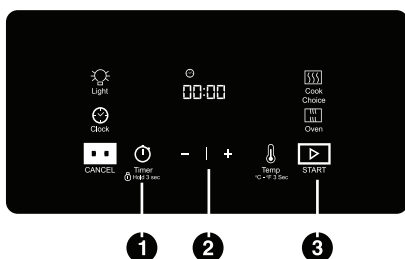 Light
00:00
Cook
Choice
Clock
Oven
CANCEL
Timer
Hold 3 sec
- | +
Temp
°C - °F 3 Sec
START
1
2
3